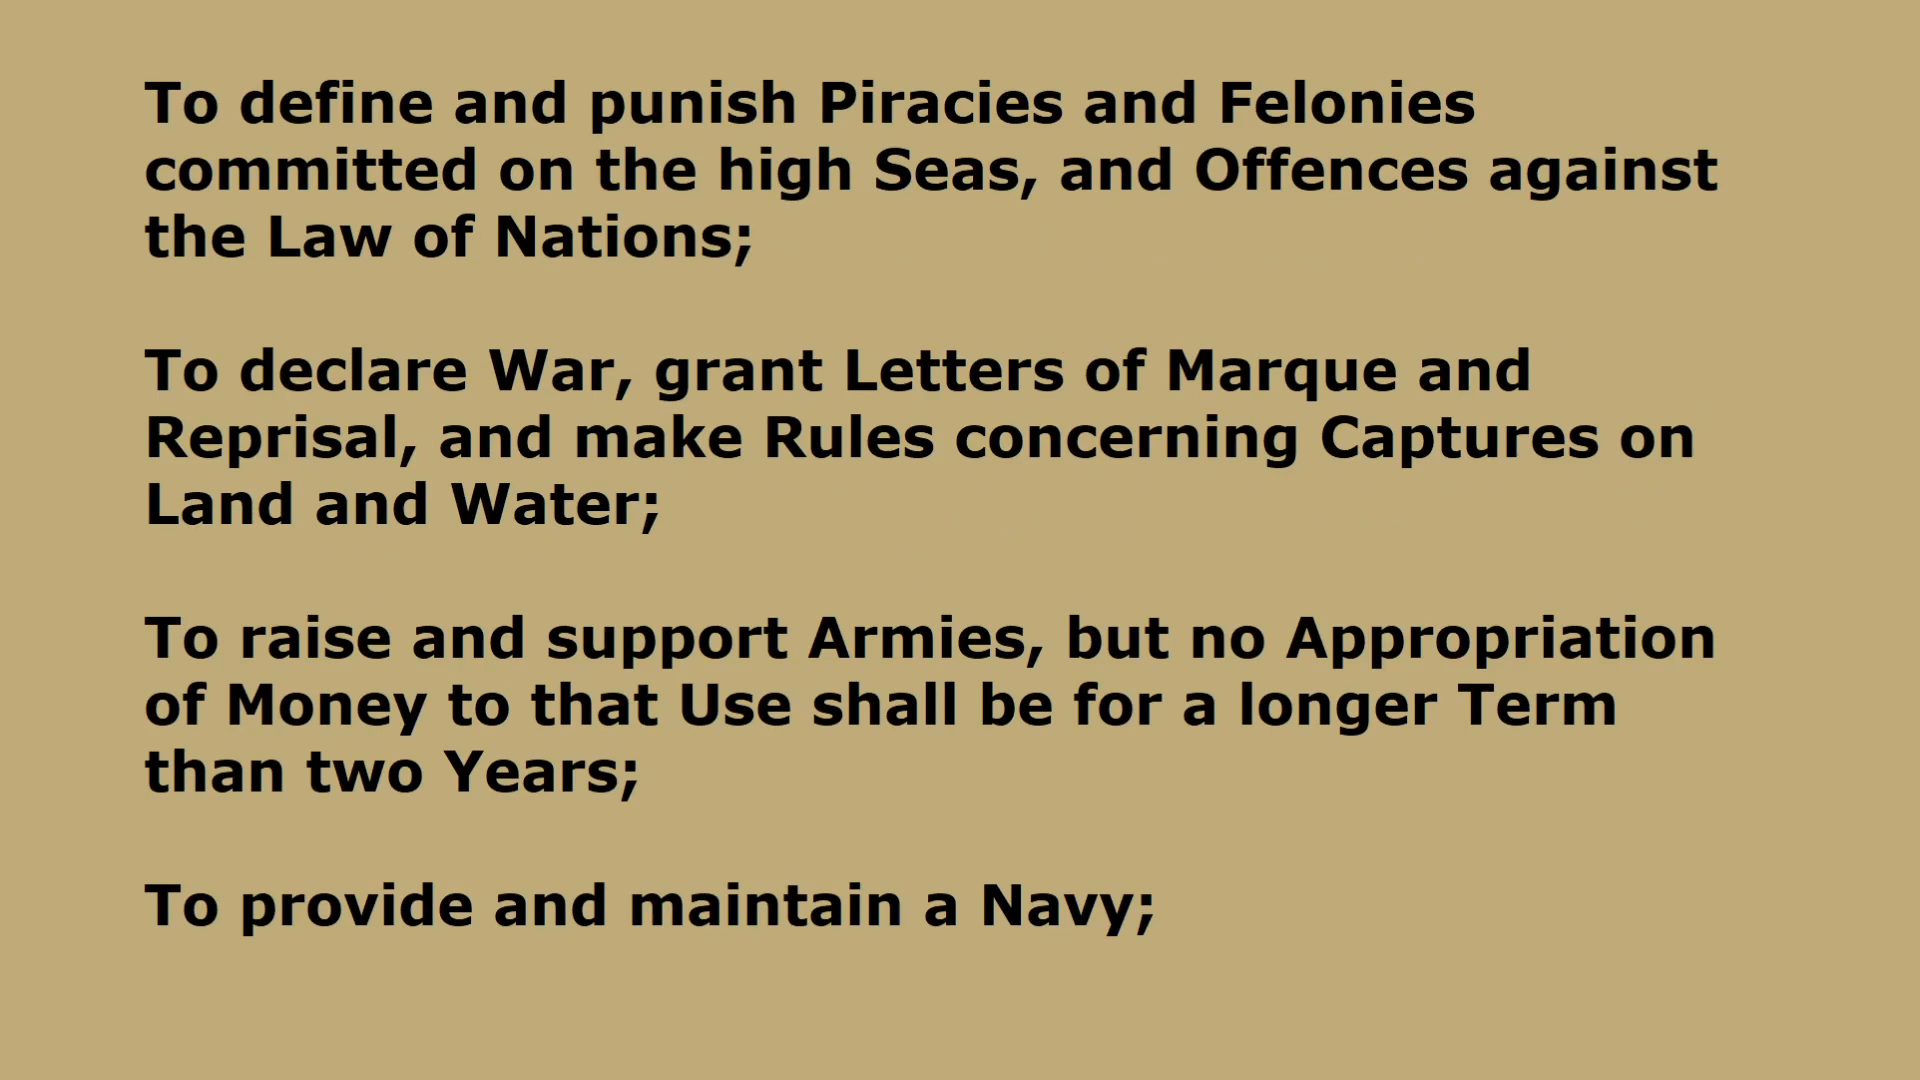 To define and punish Piracies and Felonies
committed on the high Seas, and Offences against
the Law of Nations;
To declare War, grant Letters of Marque and
Reprisal, and make Rules concerning Captures on
Land and Water;
To raise and support Armies, but no Appropriation
of Money to that Use shall be for a longer Term
than two Years;
To provide and maintain a Navy;